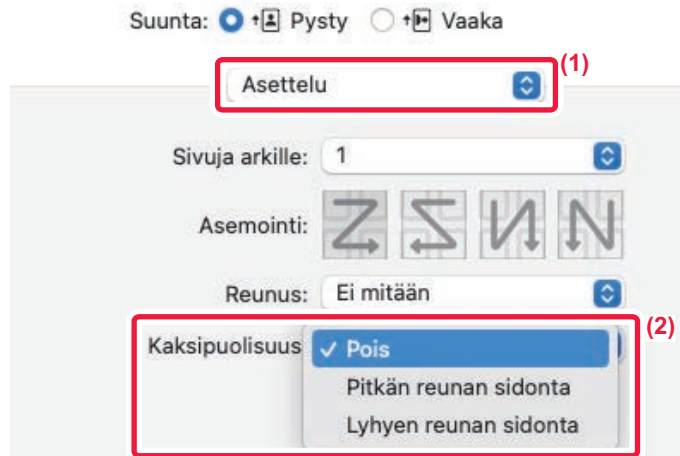 Suunta: Pysty Vaaka
Asettelu (1)
Sivuja arkille: 1
Asemointi:
Reunus: Ei mitään
Kaksipuolisuus ✓ Pois (2)
Pitkän reunan sidonta
Lyhyen reunan sidonta